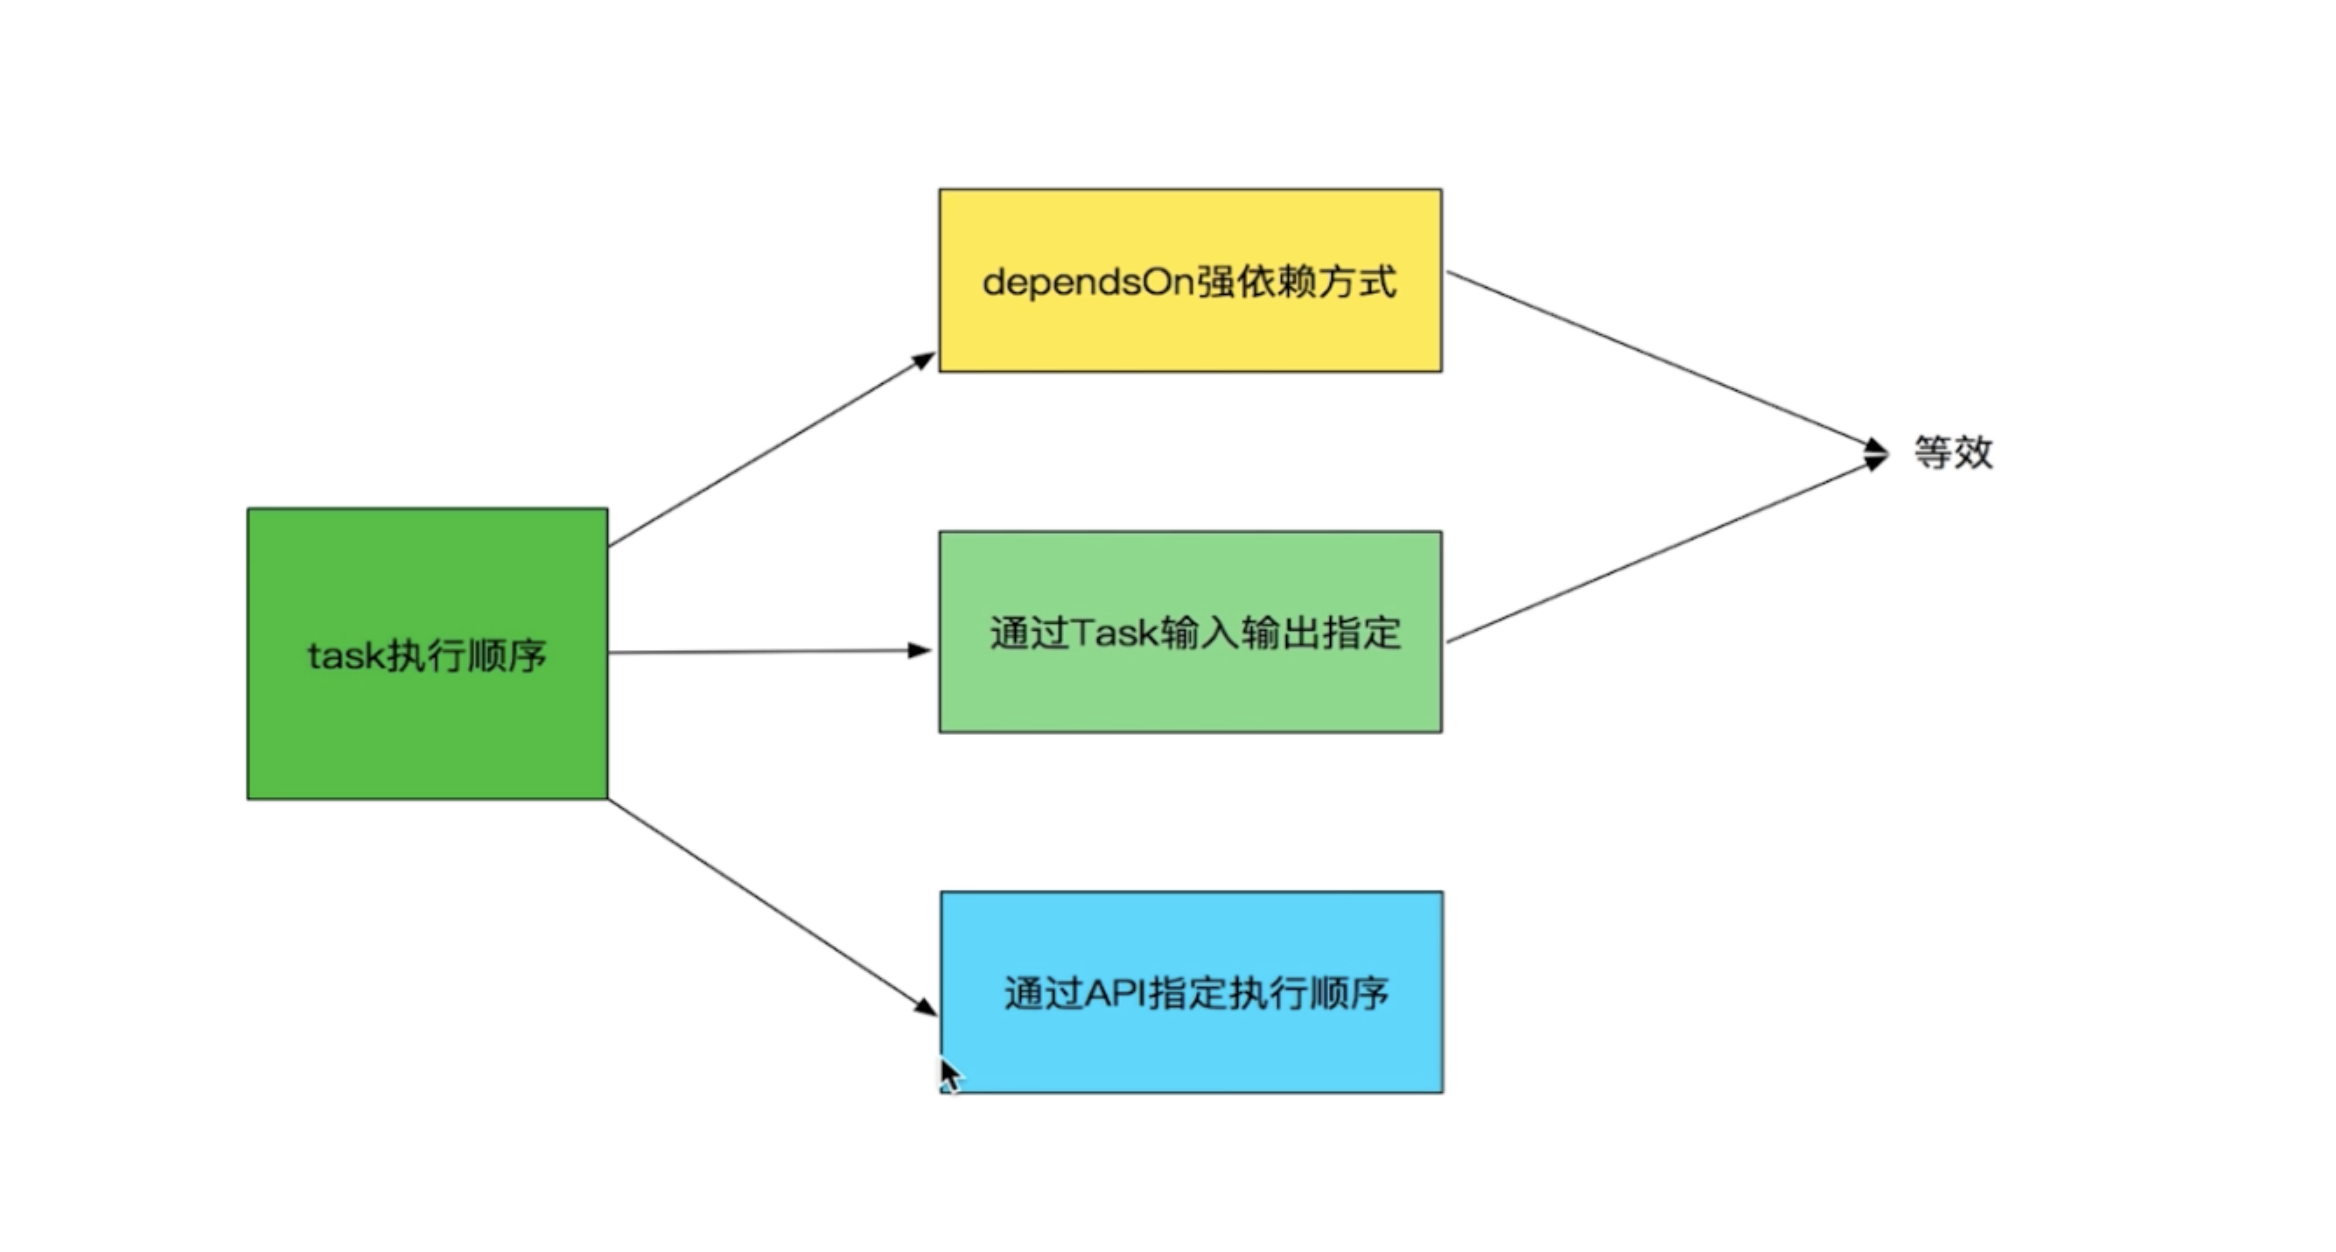 dependsOn强依赖方式
等效
通过Task输入输出指定
task执行顺序
通过API指定执行顺序